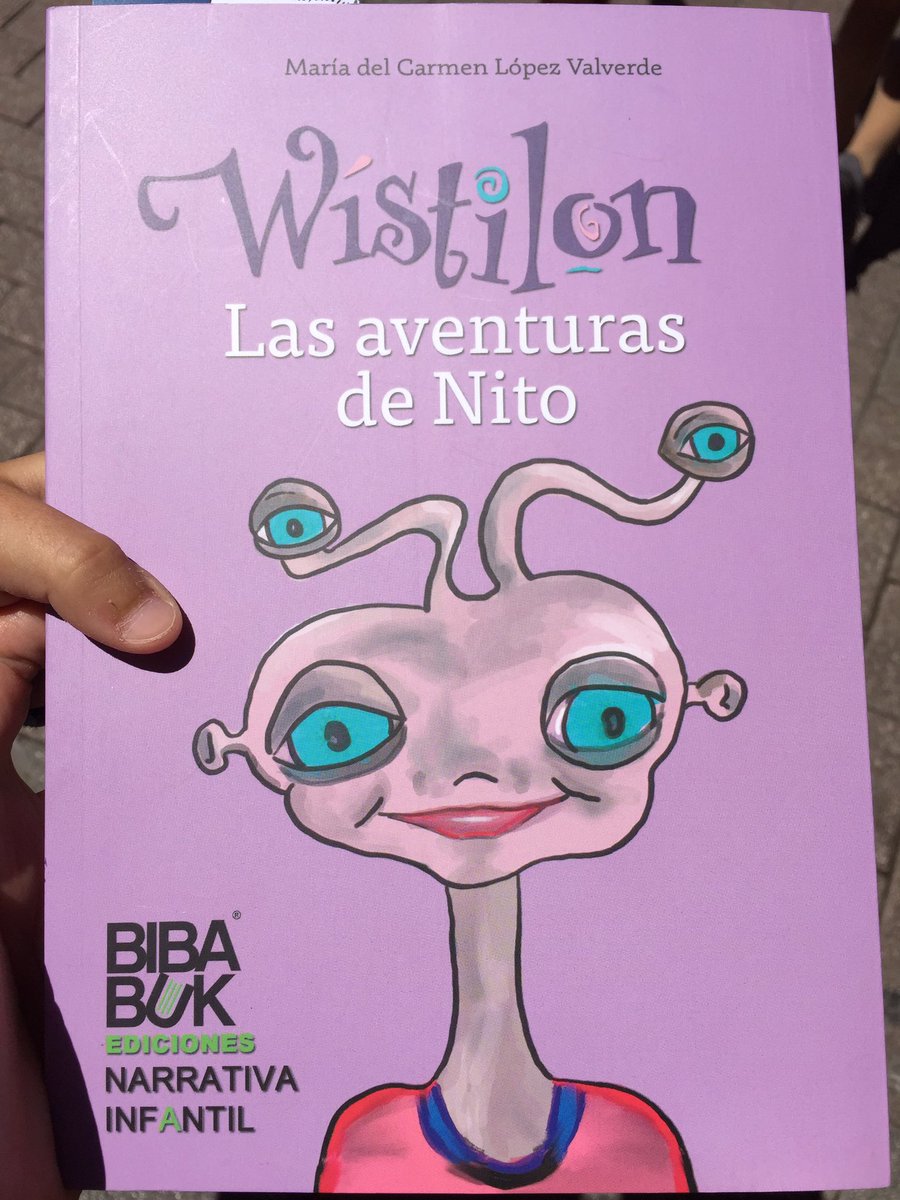 María del Carmen López Valverde
Wístilon
Las aventuras
de Nito
BIBA®
BUK
EDICIONES
NARRATIVA
INFANTIL